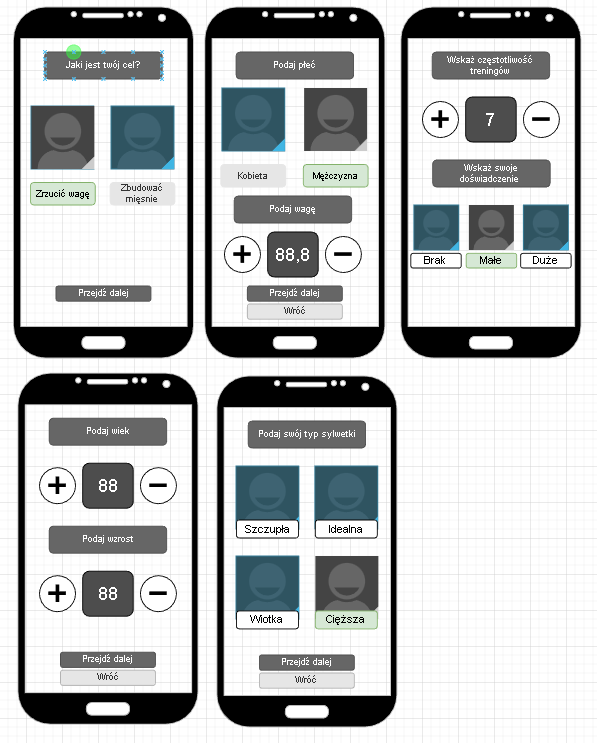 Jaki jest twój cel?
Zrzucić wagę
Zbudować
mięsnie
Przejdź dalej
Podaj płeć
Kobieta
Mężczyzna
Podaj wagę
88,8
Przejdź dalej
Wróć
Wskaż częstotliwość
treningów
7
Wskaż swoje
doświadczenie
Brak
Małe
Duże
Podaj wiek
88
Podaj wzrost
88
Przejdź dalej
Wróć
Podaj swój typ sylwetki
Szczupła
Idealna
Wiotka
Cięższa
Przejdź dalej
Wróć